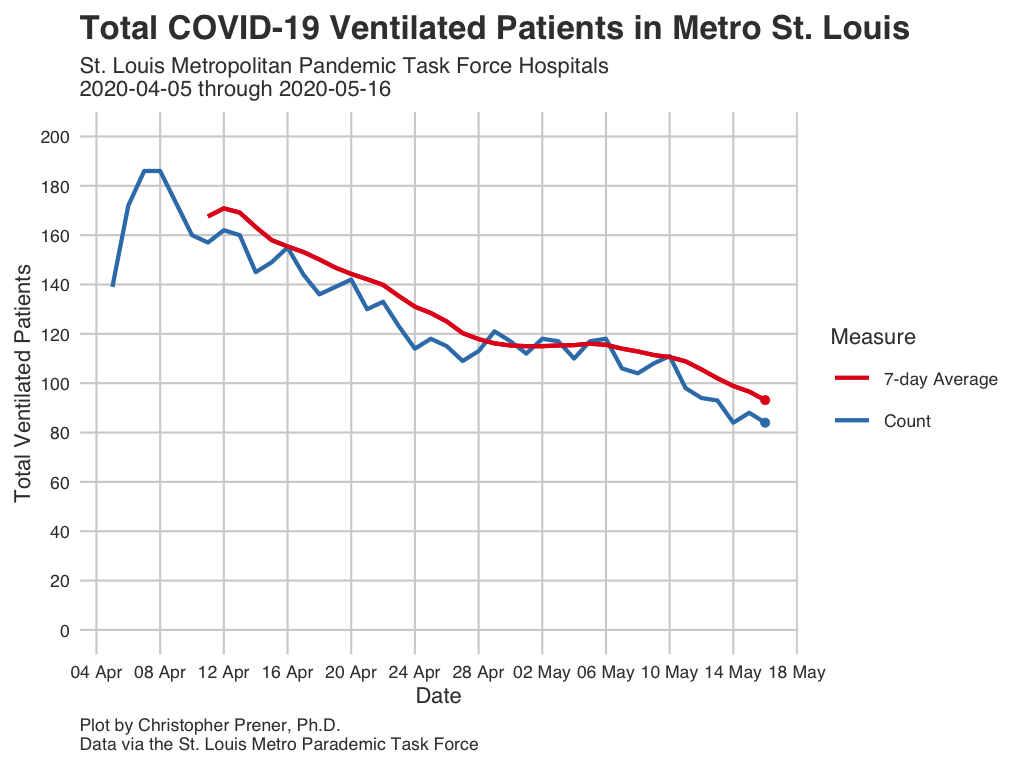 Total COVID-19 Ventilated Patients in Metro St. Louis
St. Louis Metropolitan Pandemic Task Force Hospitals
2020-04-05 through 2020-05-16
Total Ventilated Patients
200
180
160
140
120
100
80
60
40
20
0
04 Apr 08 Apr 12 Apr 16 Apr 20 Apr 24 Apr 28 Apr 02 May 06 May 10 May 14 May 18 May
Date
Measure
7-day Average
Count
Plot by Christopher Prener, Ph.D.
Data via the St. Louis Metro Parademic Task Force